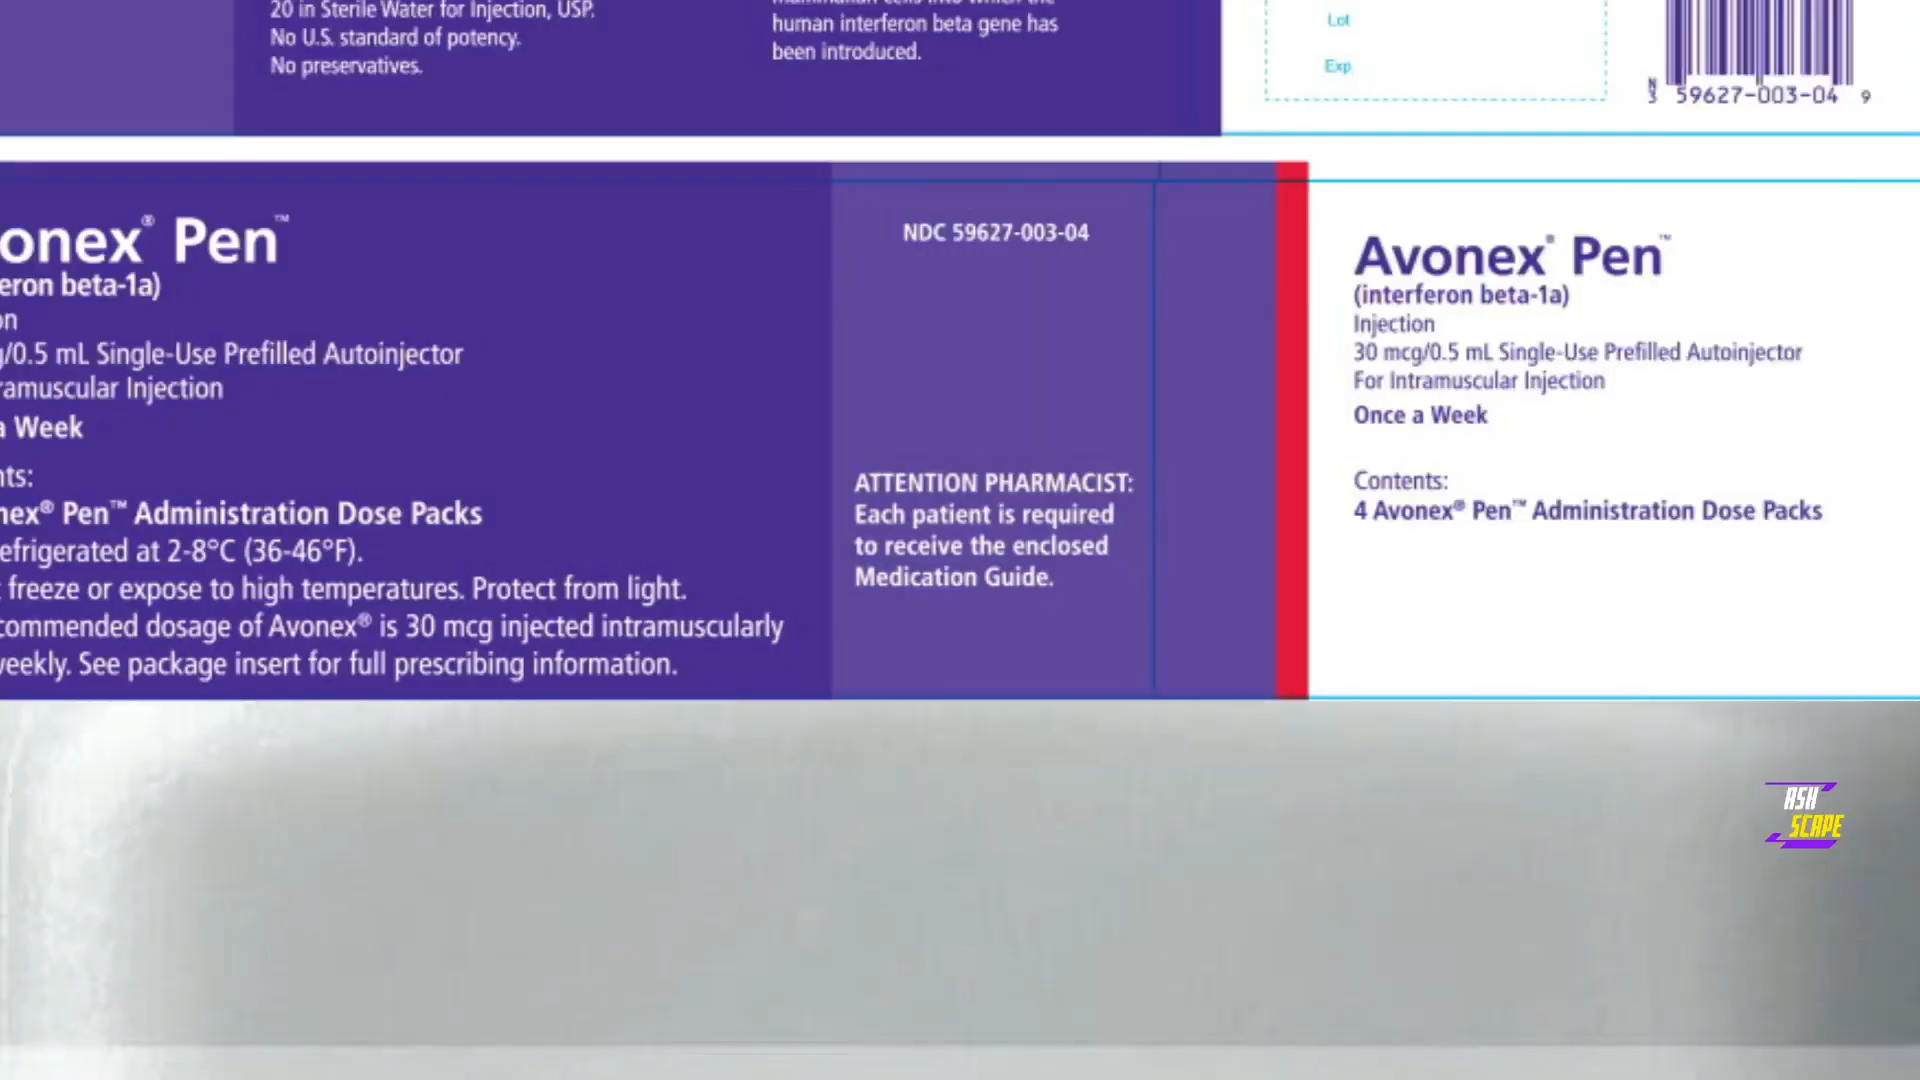 20 in Sterile Water for Injection, USP.
No U.S. standard of potency.
No preservatives.
human interferon beta gene has
been introduced.
Lot
Exp
N
3 59627-003-04 9
onex® Pen™
eron beta-1a)
on
g/0.5 mL Single-Use Prefilled Autoinjector
ramuscular Injection
a Week
nts:
nex® Pen™ Administration Dose Packs
efrigerated at 2-8°C (36-46°F).
t freeze or expose to high temperatures. Protect from light.
commended dosage of Avonex® is 30 mcg injected intramuscularly
weekly. See package insert for full prescribing information.
NDC 59627-003-04
ATTENTION PHARMACIST:
Each patient is required
to receive the enclosed
Medication Guide.
Avonex® Pen™
(interferon beta-1a)
Injection
30 mcg/0.5 mL Single-Use Prefilled Autoinjector
For Intramuscular Injection
Once a Week
Contents:
4 Avonex® Pen™ Administration Dose Packs
ASH
SCAPE